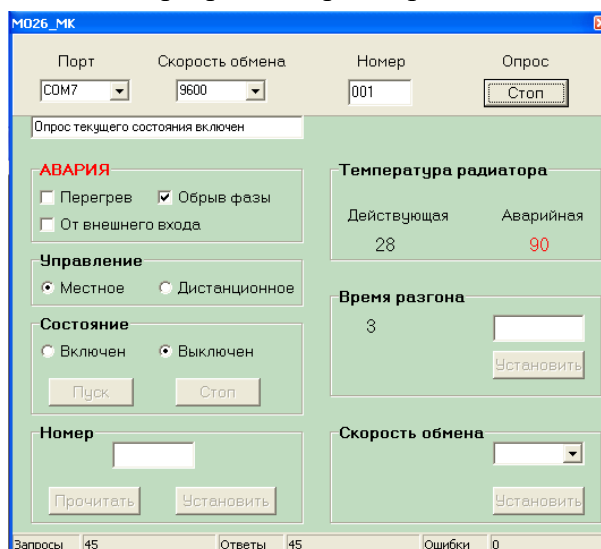 МО26_МК
Порт Скорость обмена Номер Опрос
COM7 9600 001 Стоп
Опрос текущего состояния включен
АВАРИЯ
Перегрев Обрыв фазы
От внешнего входа
Температура радиатора
Действующая Аварийная
28 90
Управление
Местное Дистанционное
Время разгона
3
Установить
Состояние
Включен Выключен
Пуск Стоп
Номер
Прочитать Установить
Скорость обмена
Установить
Запросы 45 Ответы 45 Ошибки 0